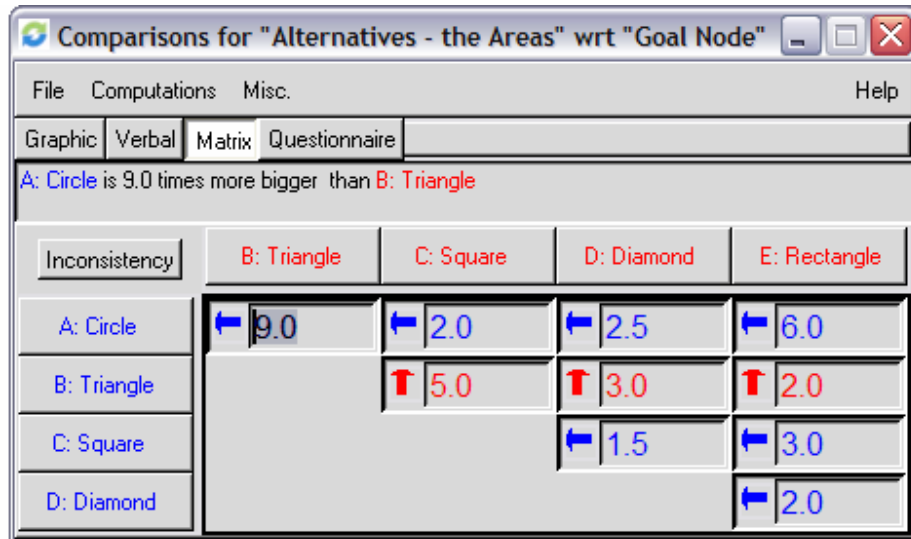 Comparisons for "Alternatives - the Areas" wrt "Goal Node"
File Computations Misc. Help
Graphic Verbal Matrix Questionnaire
A: Circle is 9.0 times more bigger than B: Triangle
Inconsistency B: Triangle C: Square D: Diamond E: Rectangle
A: Circle 9.0 2.0 2.5 6.0
B: Triangle 5.0 3.0 2.0
C: Square 1.5 3.0
D: Diamond 2.0